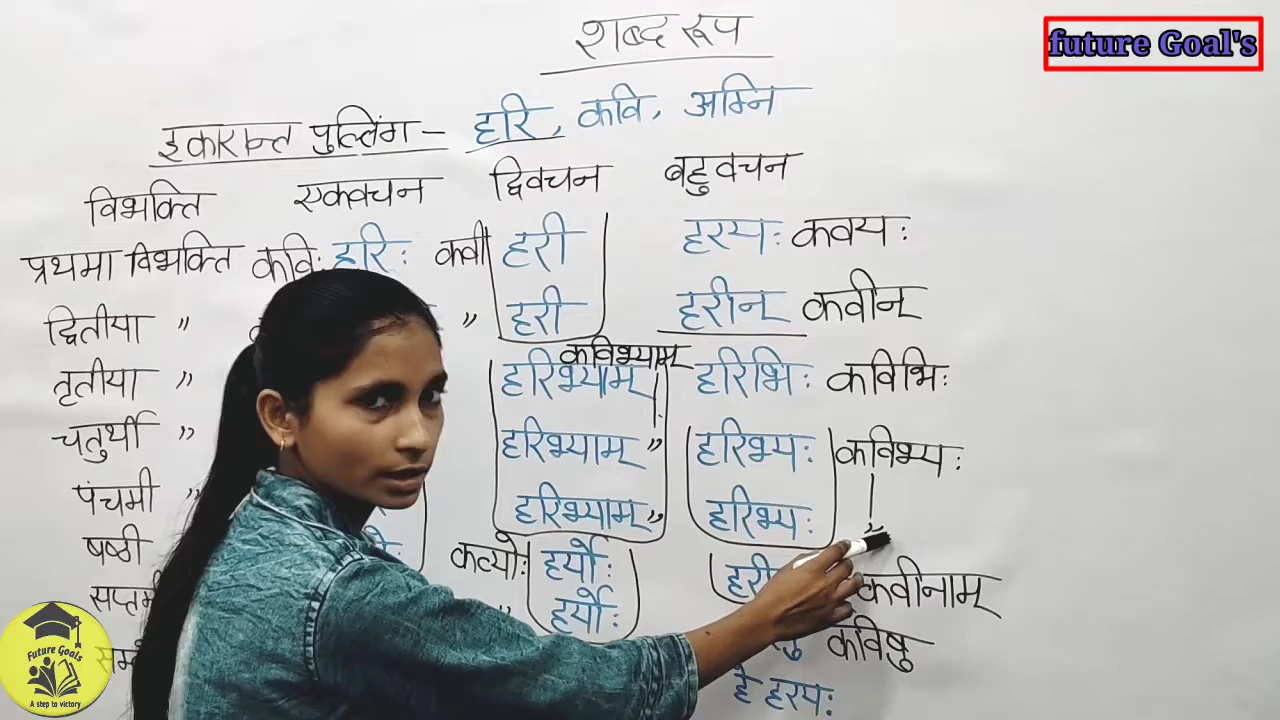 शब्द रूप
future Goal's
इकारान्त पुल्लिंग - हरि, कवि, अग्नि
विभक्ति एकवचन द्विवचन बहुवचन
प्रथमा विभक्ति कविः हरिः कवी हरी हरयः कवयः
द्वितीया " " हरी हरीन् कवीन्
कविभ्याम्
तृतीया " हरिभ्याम् हरिभिः कविभिः
चतुर्थी " हरिभ्याम् " हरिभ्यः कविभ्यः
पंचमी " हरिभ्याम् " हरिभ्यः "
षष्ठी कव्योः हर्योः कवीनाम्
सप्तमी " हर्योः कविषु
हे हरयः
Future Goals
A step to victory